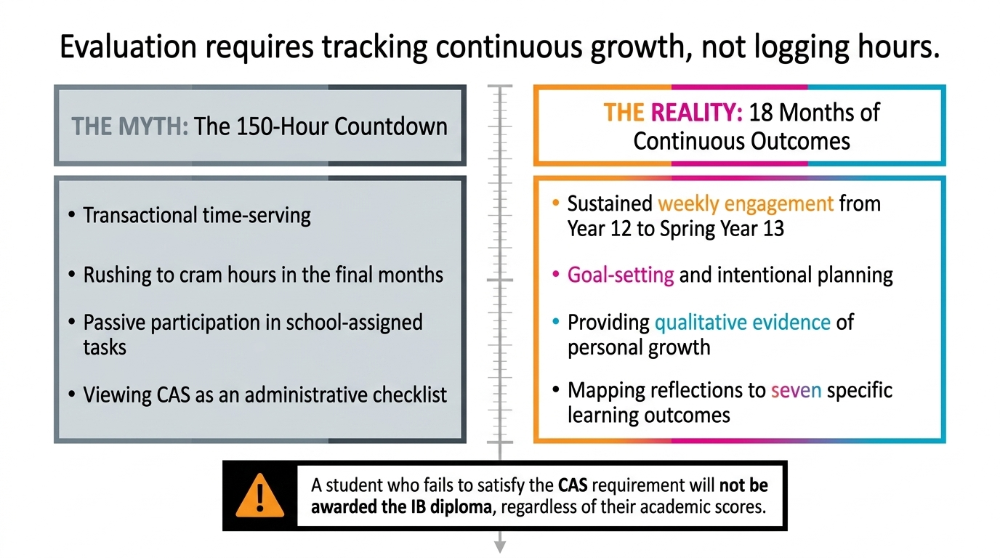 Evaluation requires tracking continuous growth, not logging hours.
THE MYTH: The 150-Hour Countdown
• Transactional time-serving
• Rushing to cram hours in the final months
• Passive participation in school-assigned
tasks
• Viewing CAS as an administrative checklist
THE REALITY: 18 Months of
Continuous Outcomes
• Sustained weekly engagement from
Year 12 to Spring Year 13
• Goal-setting and intentional planning
• Providing qualitative evidence of
personal growth
• Mapping reflections to seven specific
learning outcomes
A student who fails to satisfy the CAS requirement will not be
awarded the IB diploma, regardless of their academic scores.